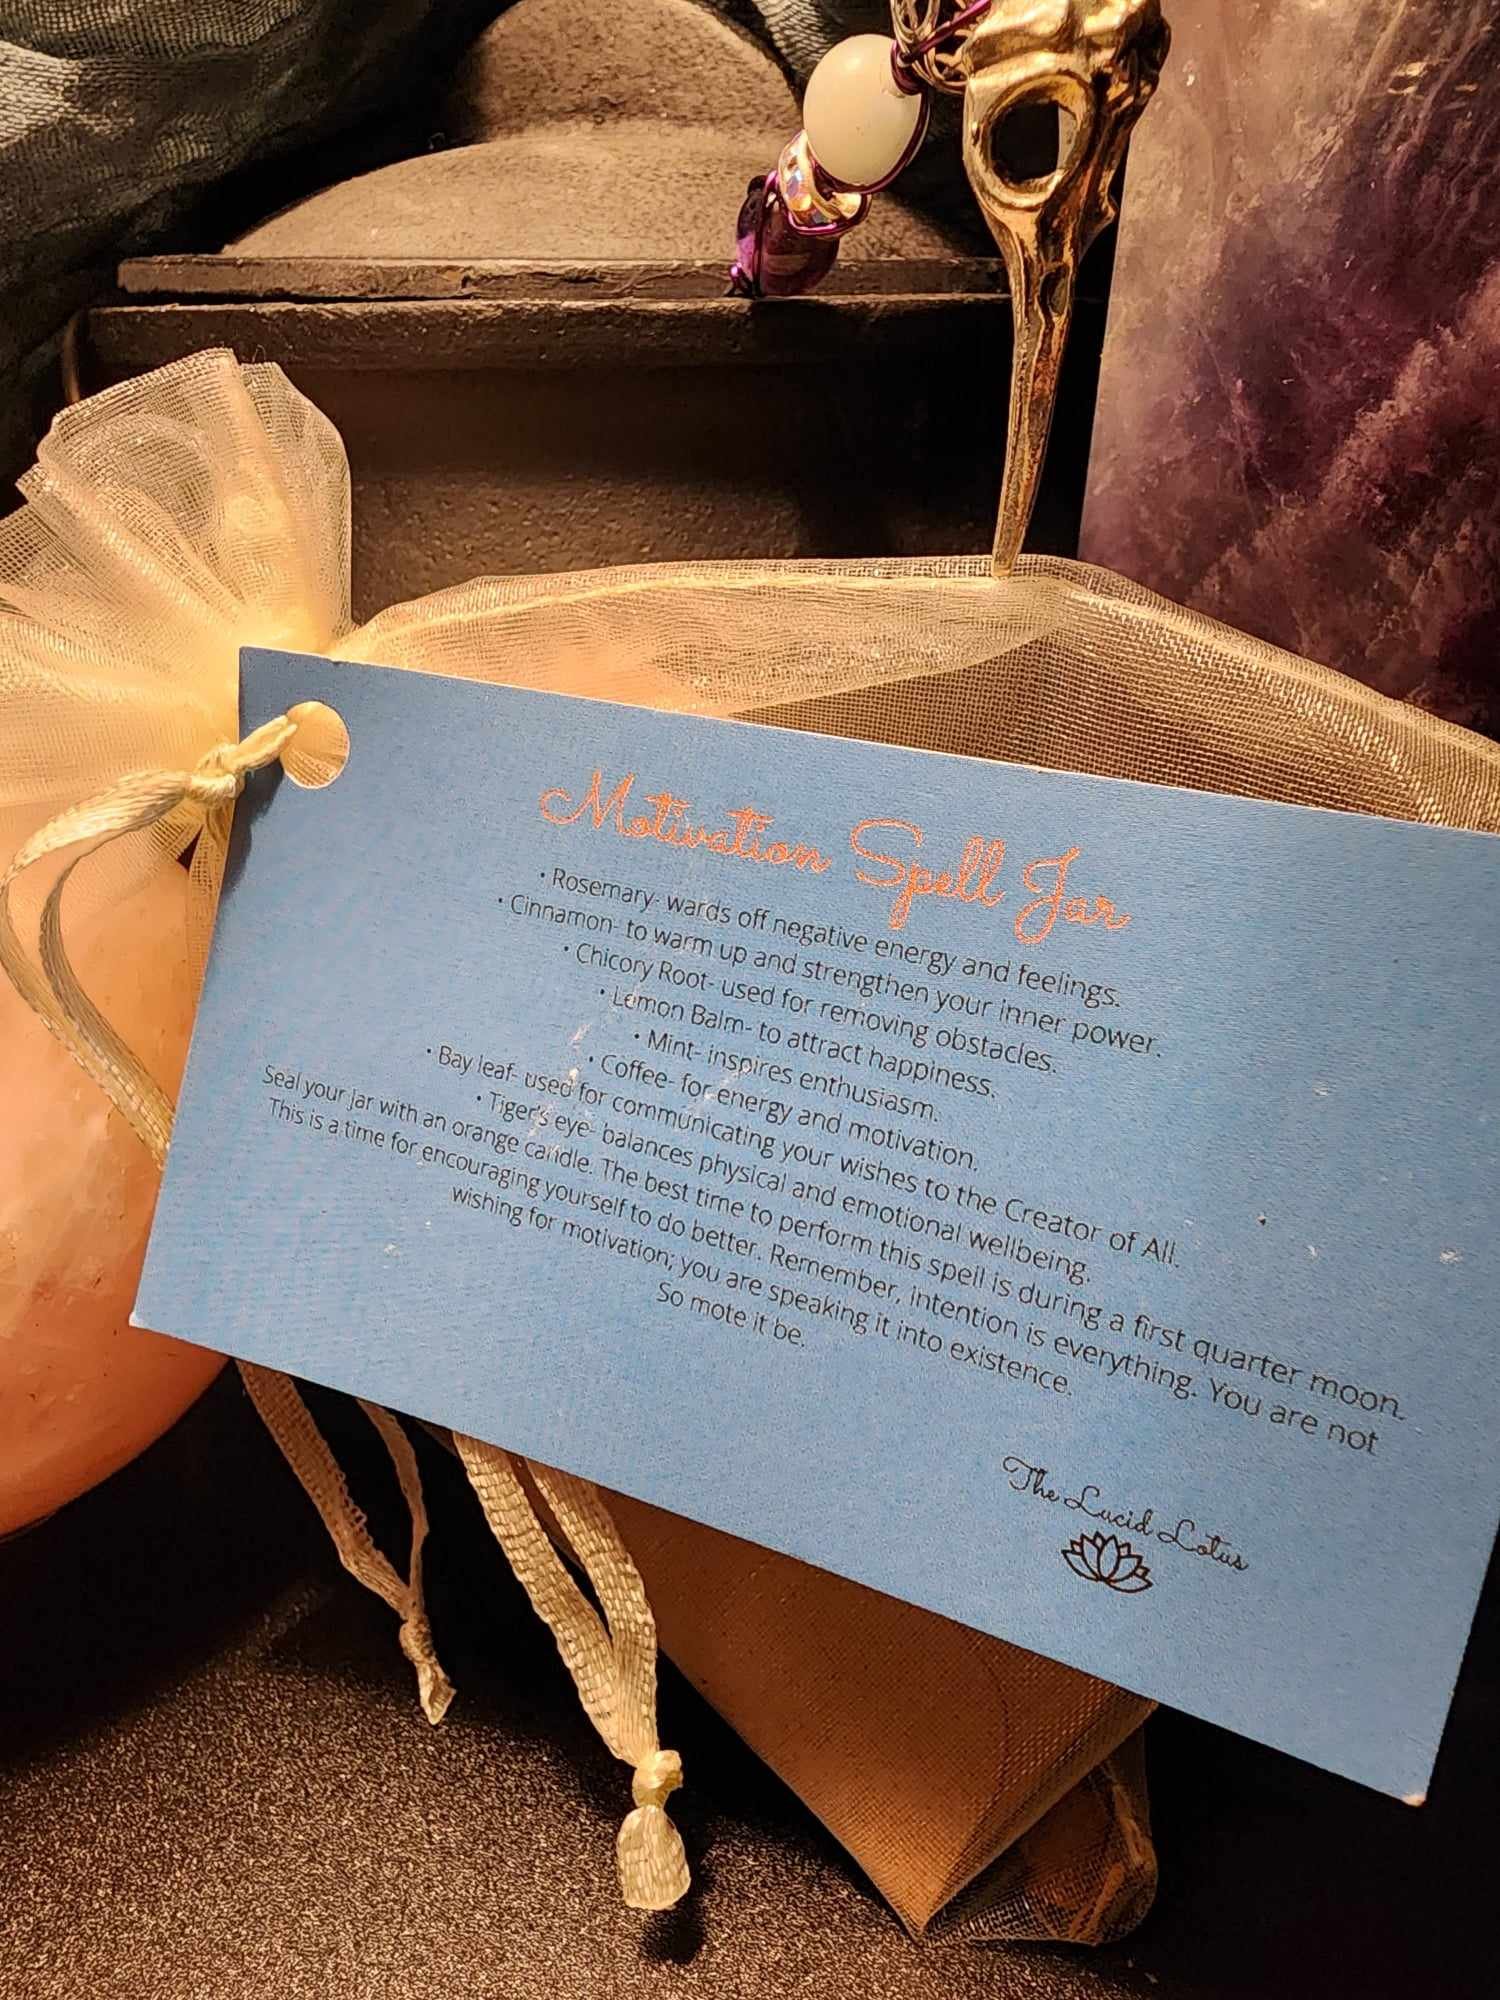 Motivation Spell Jar
• Rosemary- wards off negative energy and feelings.
• Cinnamon- to warm up and strengthen your inner power.
• Chicory Root- used for removing obstacles.
• Lemon Balm- to attract happiness.
• Mint- inspires enthusiasm.
• Coffee- for energy and motivation.
• Bay leaf- used for communicating your wishes to the Creator of All.
• Tiger's eye- balances physical and emotional wellbeing.
Seal your jar with an orange candle. The best time to perform this spell is during a first quarter moon.
This is a time for encouraging yourself to do better. Remember, intention is everything. You are not
wishing for motivation; you are speaking it into existence.
So mote it be.
The Lucid Lotus